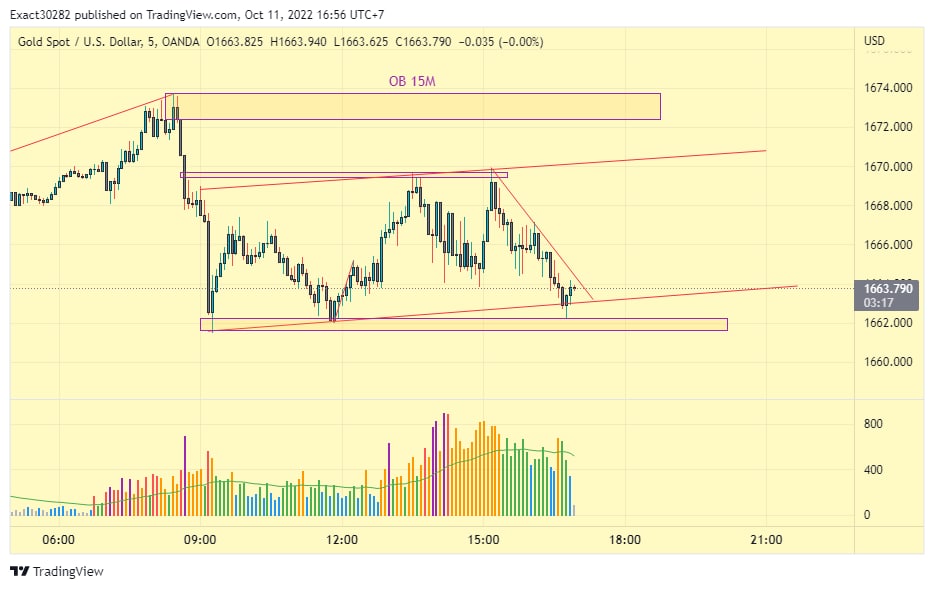 Exact30282 published on TradingView.com, Oct 11, 2022 16:56 UTC+7
Gold Spot / U.S. Dollar, 5, OANDA O1663.825 H1663.940 L1663.625 C1663.790 −0.035 (−0.00%)
USD
OB 15M
1674.000
1672.000
1670.000
1668.000
1666.000
1663.790
03:17
1662.000
1660.000
800
400
0
06:00 09:00 12:00 15:00 18:00 21:00
TradingView